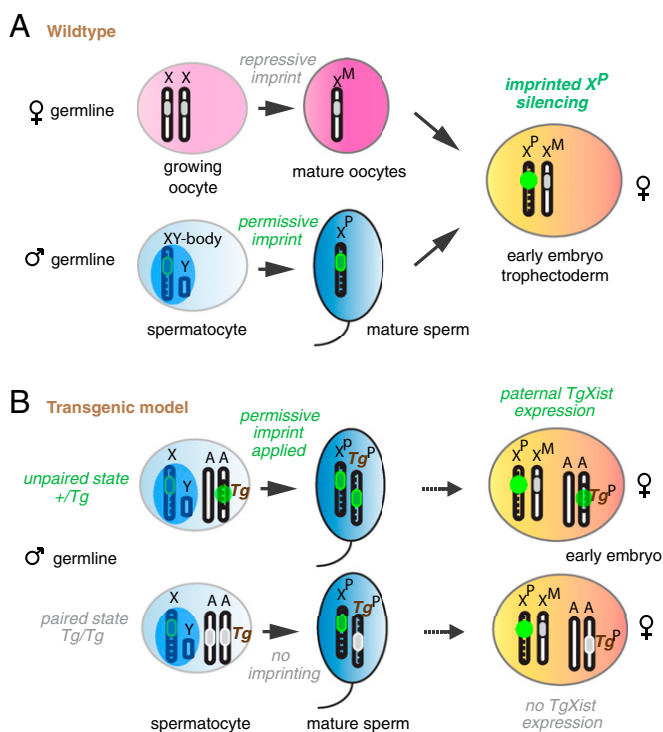 A Wildtype
X X
repressive
imprint
X^M
♀ germline
growing
oocyte
mature oocytes
imprinted X^P
silencing
X^P X^M
♀
early embryo
trophectoderm
XY-body
Y
permissive
imprint
X^P
♂ germline
spermatocyte
mature sperm
B Transgenic model
permissive
imprint
applied
paternal TgXist
expression
unpaired state
+/Tg
X
Y
A A
Tg
X^p
Tg^P
X^P X^M
A A
Tg^P
♀
♂ germline
early embryo
paired state
Tg/Tg
X
Y
A A
Tg
no
imprinting
X^P
Tg^P
X^P X^M
A A
Tg^P
♀
spermatocyte
mature sperm
no TgXist
expression